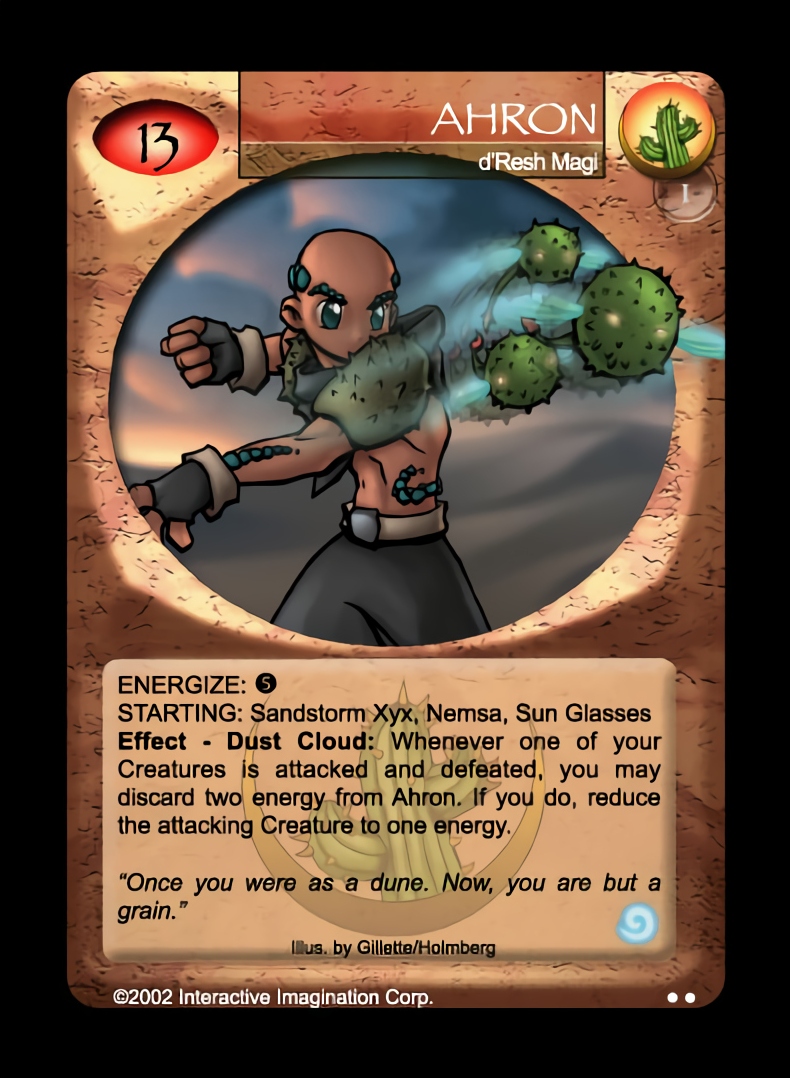 13
AHRON
d'Resh Magi
I
ENERGIZE: 5
STARTING: Sandstorm Xyx, Nemsa, Sun Glasses
Effect - Dust Cloud: Whenever one of your
Creatures is attacked and defeated, you may
discard two energy from Ahron. If you do, reduce
the attacking Creature to one energy.
“Once you were as a dune. Now, you are but a
grain.”
Illus. by Gillette/Holmberg
©2002 Interactive Imagination Corp.